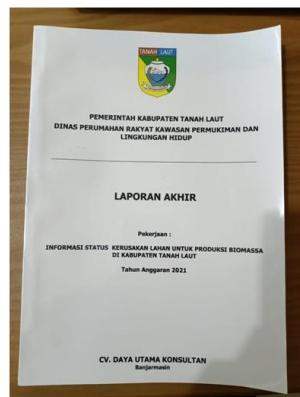 TANAH LAUT
PEMERINTAH KABUPATEN TANAH LAUT
DINAS PERUMAHAN RAKYAT KAWASAN PERMUKIMAN DAN
LINGKUNGAN HIDUP
LAPORAN AKHIR
Pekerjaan :
INFORMASI STATUS KERUSAKAN LAHAN UNTUK PRODUKSI BIOMASSA
DI KABUPATEN TANAH LAUT
Tahun Anggaran 2021
CV. DAYA UTAMA KONSULTAN
Banjarmasin